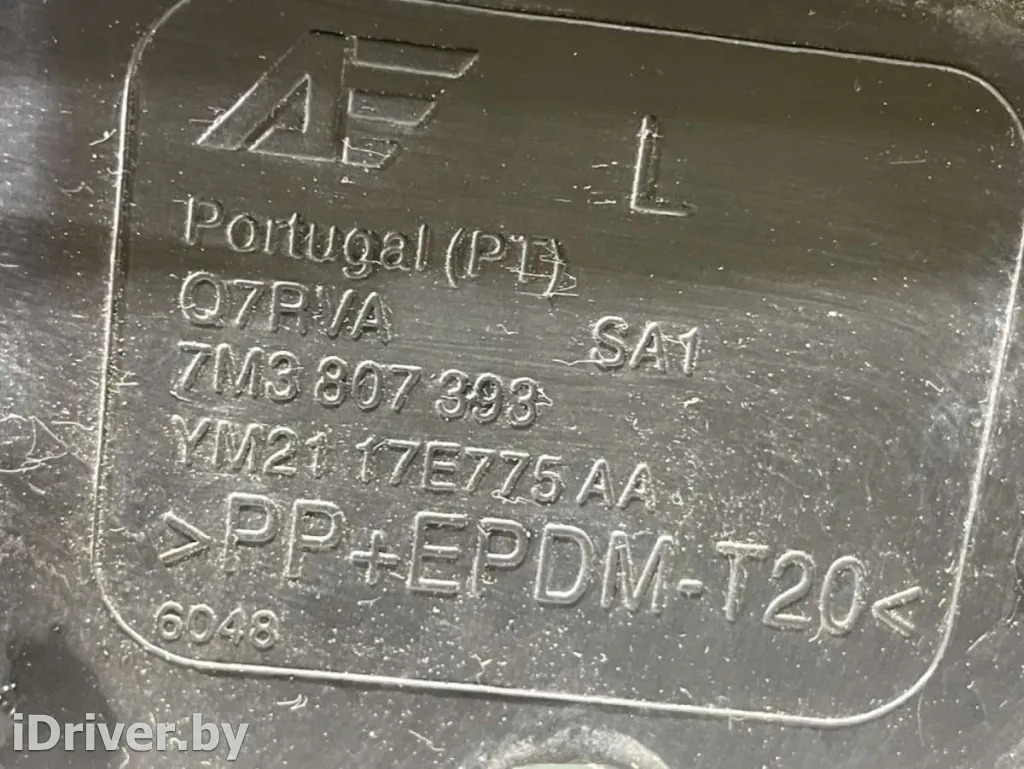 AE
L
Portugal (PT)
Q7RVA SA1
7M3 807 393
YM21 17E775 AA
>PP+EPDM-T20<
6048
iDriver.by